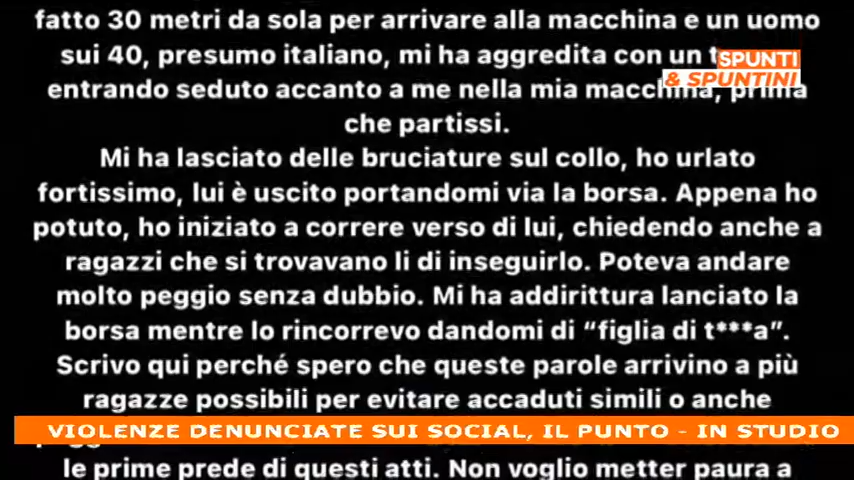 fatto 30 metri da sola per arrivare alla macchina e un uomo
sui 40, presumo italiano, mi ha aggredita con un
SPUNTI
& SPUNTINI
entrando seduto accanto a me nella mia macchina, prima
che partissi.
Mi ha lasciato delle bruciature sul collo, ho urlato
fortissimo, lui è uscito portandomi via la borsa. Appena ho
potuto, ho iniziato a correre verso di lui, chiedendo anche a
ragazzi che si trovavano li di inseguirlo. Poteva andare
molto peggio senza dubbio. Mi ha addirittura lanciato la
borsa mentre lo rincorrevo dandomi di “figlia di t***a”.
Scrivo qui perché spero che queste parole arrivino a più
ragazze possibili per evitare accaduti simili o anche
VIOLENZE DENUNCIATE SUI SOCIAL, IL PUNTO - IN STUDIO
le prime prede di questi atti. Non voglio metter paura a